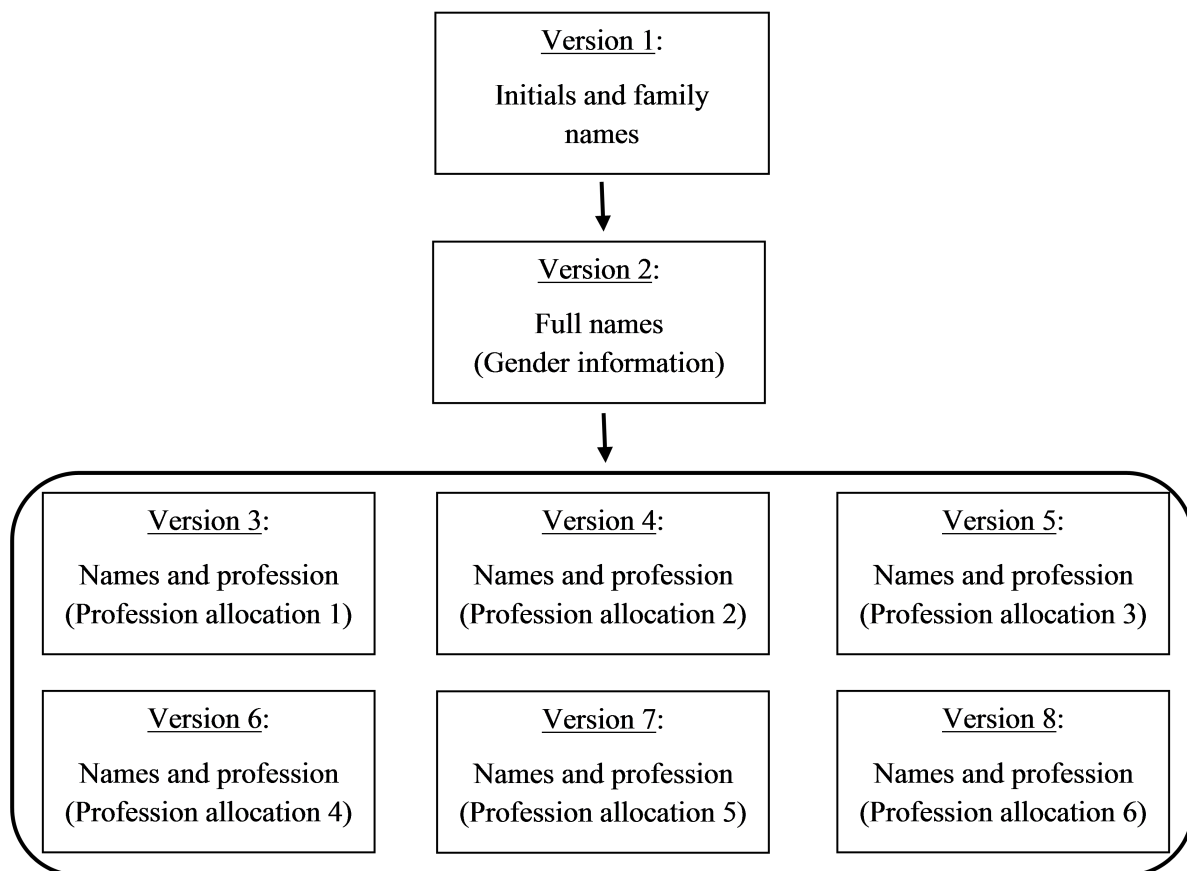 Version 1:
Initials and family
names
Version 2:
Full names
(Gender information)
Version 3:
Names and profession
(Profession allocation 1)
Version 4:
Names and profession
(Profession allocation 2)
Version 5:
Names and profession
(Profession allocation 3)
Version 6:
Names and profession
(Profession allocation 4)
Version 7:
Names and profession
(Profession allocation 5)
Version 8:
Names and profession
(Profession allocation 6)